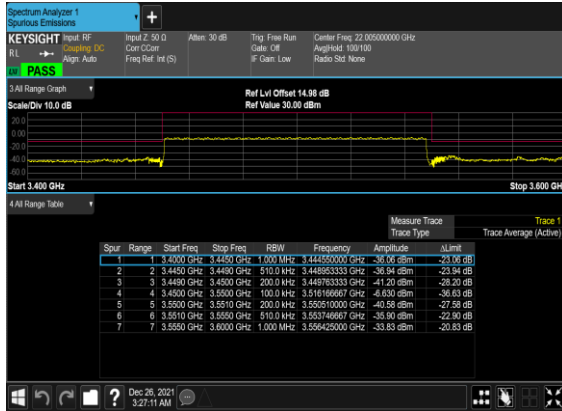 Spectrum Analyzer 1
Spurious Emissions
+
KEYSIGHT Input: RF Input Z: 50 Ω Atten: 30 dB Trig: Free Run Center Freq: 22.005000000 GHz
RL Coupling: DC Corr CCorr Gate: Off Avg|Hold: 100/100
Align: Auto Freq Ref: Int (S) IF Gain: Low Radio Std: None
PASS
3 All Range Graph
Ref Lvl Offset 14.98 dB
Scale/Div 10.0 dB Ref Value 30.00 dBm
20.0
0.00
-20.0
-40.0
-60.0
Start 3.400 GHz Stop 3.600 GH
4 All Range Table
Measure Trace Trace 1
Trace Type Trace Average (Active)
Spur Range Start Freq Stop Freq RBW Frequency Amplitude ΔLimit
1 1 3.4000 GHz 3.4450 GHz 1.000 MHz 3.444550000 GHz -36.06 dBm -23.06 dB
2 2 3.4450 GHz 3.4490 GHz 510.0 kHz 3.448953333 GHz -36.94 dBm -23.94 dB
3 3 3.4490 GHz 3.4500 GHz 200.0 kHz 3.449763333 GHz -41.20 dBm -28.20 dB
4 4 3.4500 GHz 3.5500 GHz 100.0 kHz 3.516166667 GHz -6.630 dBm -36.63 dB
5 5 3.5500 GHz 3.5510 GHz 200.0 kHz 3.550510000 GHz -40.58 dBm -27.58 dB
6 6 3.5510 GHz 3.5550 GHz 510.0 kHz 3.553746667 GHz -35.90 dBm -22.90 dB
7 7 3.5550 GHz 3.6000 GHz 1.000 MHz 3.556425000 GHz -33.83 dBm -20.83 dB
? Dec 26, 2021
3:27:11 AM